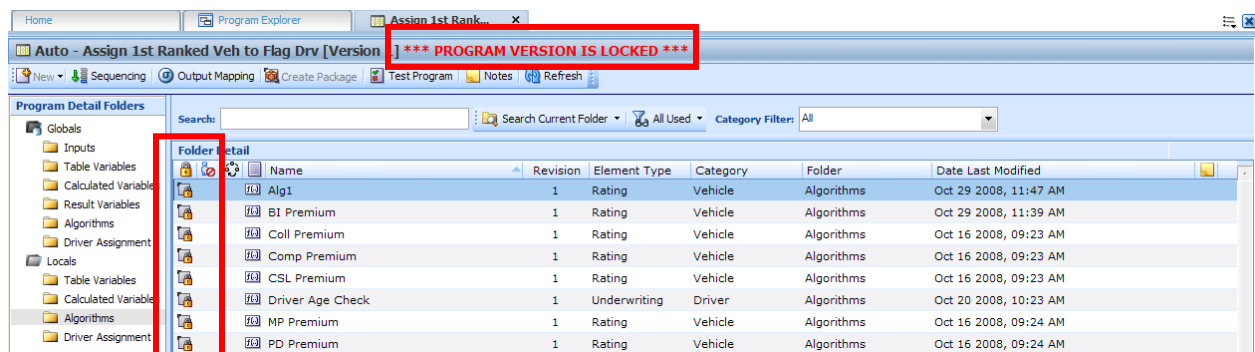 Home Program Explorer Assign 1st Rank... x
Auto - Assign 1st Ranked Veh to Flag Drv [Version .] *** PROGRAM VERSION IS LOCKED ***
New Sequencing Output Mapping Create Package Test Program Notes Refresh
Program Detail Folders
Globals
Inputs
Table Variables
Calculated Variable
Result Variables
Algorithms
Driver Assignment
Locals
Table Variables
Calculated Variable
Algorithms
Driver Assignment
Search: Search Current Folder All Used Category Filter: All
Folder Detail
Name Revision Element Type Category Folder Date Last Modified
f(x) Alg1 1 Rating Vehicle Algorithms Oct 29 2008, 11:47 AM
f(x) BI Premium 1 Rating Vehicle Algorithms Oct 29 2008, 11:39 AM
f(x) Coll Premium 1 Rating Vehicle Algorithms Oct 16 2008, 09:23 AM
f(x) Comp Premium 1 Rating Vehicle Algorithms Oct 16 2008, 09:23 AM
f(x) CSL Premium 1 Rating Vehicle Algorithms Oct 16 2008, 09:23 AM
f(x) Driver Age Check 1 Underwriting Driver Algorithms Oct 20 2008, 10:23 AM
f(x) MP Premium 1 Rating Vehicle Algorithms Oct 16 2008, 09:24 AM
f(x) PD Premium 1 Rating Vehicle Algorithms Oct 16 2008, 09:24 AM